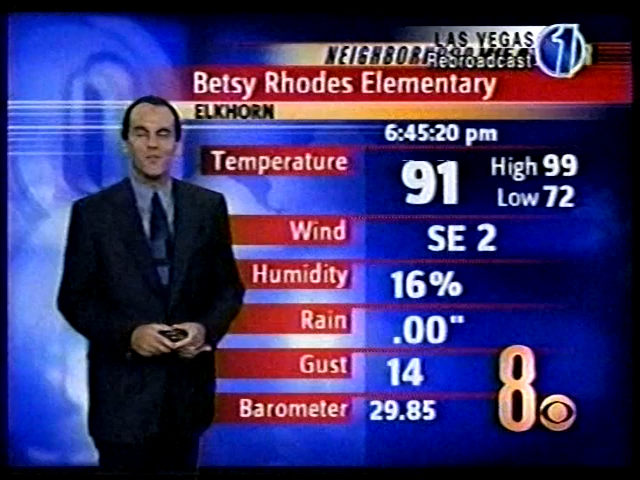 LAS VEGAS
Rebroadcast
1
Betsy Rhodes Elementary
ELKHORN
6:45:20 pm
Temperature
91
High 99
Low 72
Wind
SE 2
Humidity
16%
Rain
.00"
Gust
14
Barometer
29.85
8